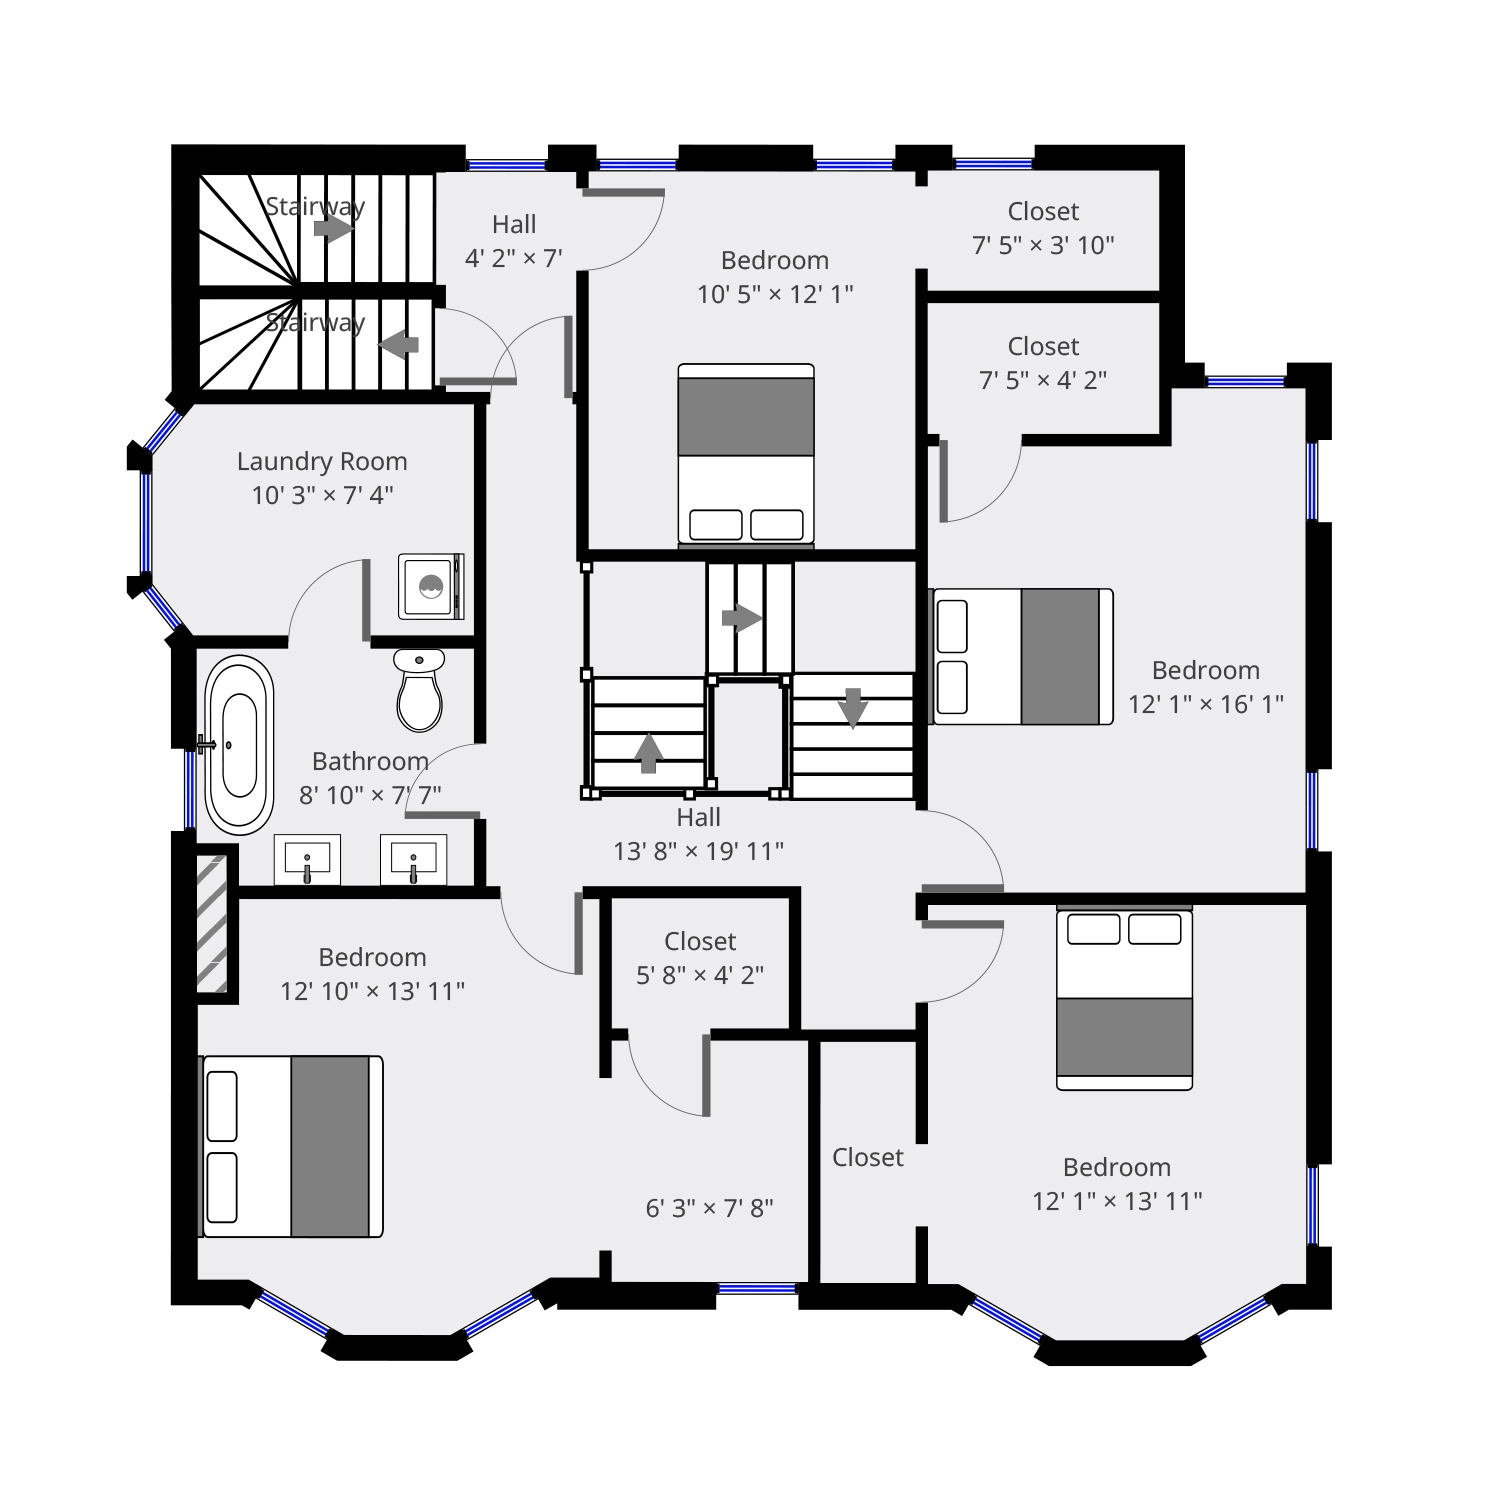 Stairway
Hall
4' 2" × 7'
Bedroom
10' 5" × 12' 1"
Closet
7' 5" × 3' 10"
Stairway
Closet
7' 5" × 4' 2"
Laundry Room
10' 3" × 7' 4"
Bedroom
12' 1" × 16' 1"
Bathroom
8' 10" × 7' 7"
Hall
13' 8" × 19' 11"
Bedroom
12' 10" × 13' 11"
Closet
5' 8" × 4' 2"
Closet
6' 3" × 7' 8"
Bedroom
12' 1" × 13' 11"